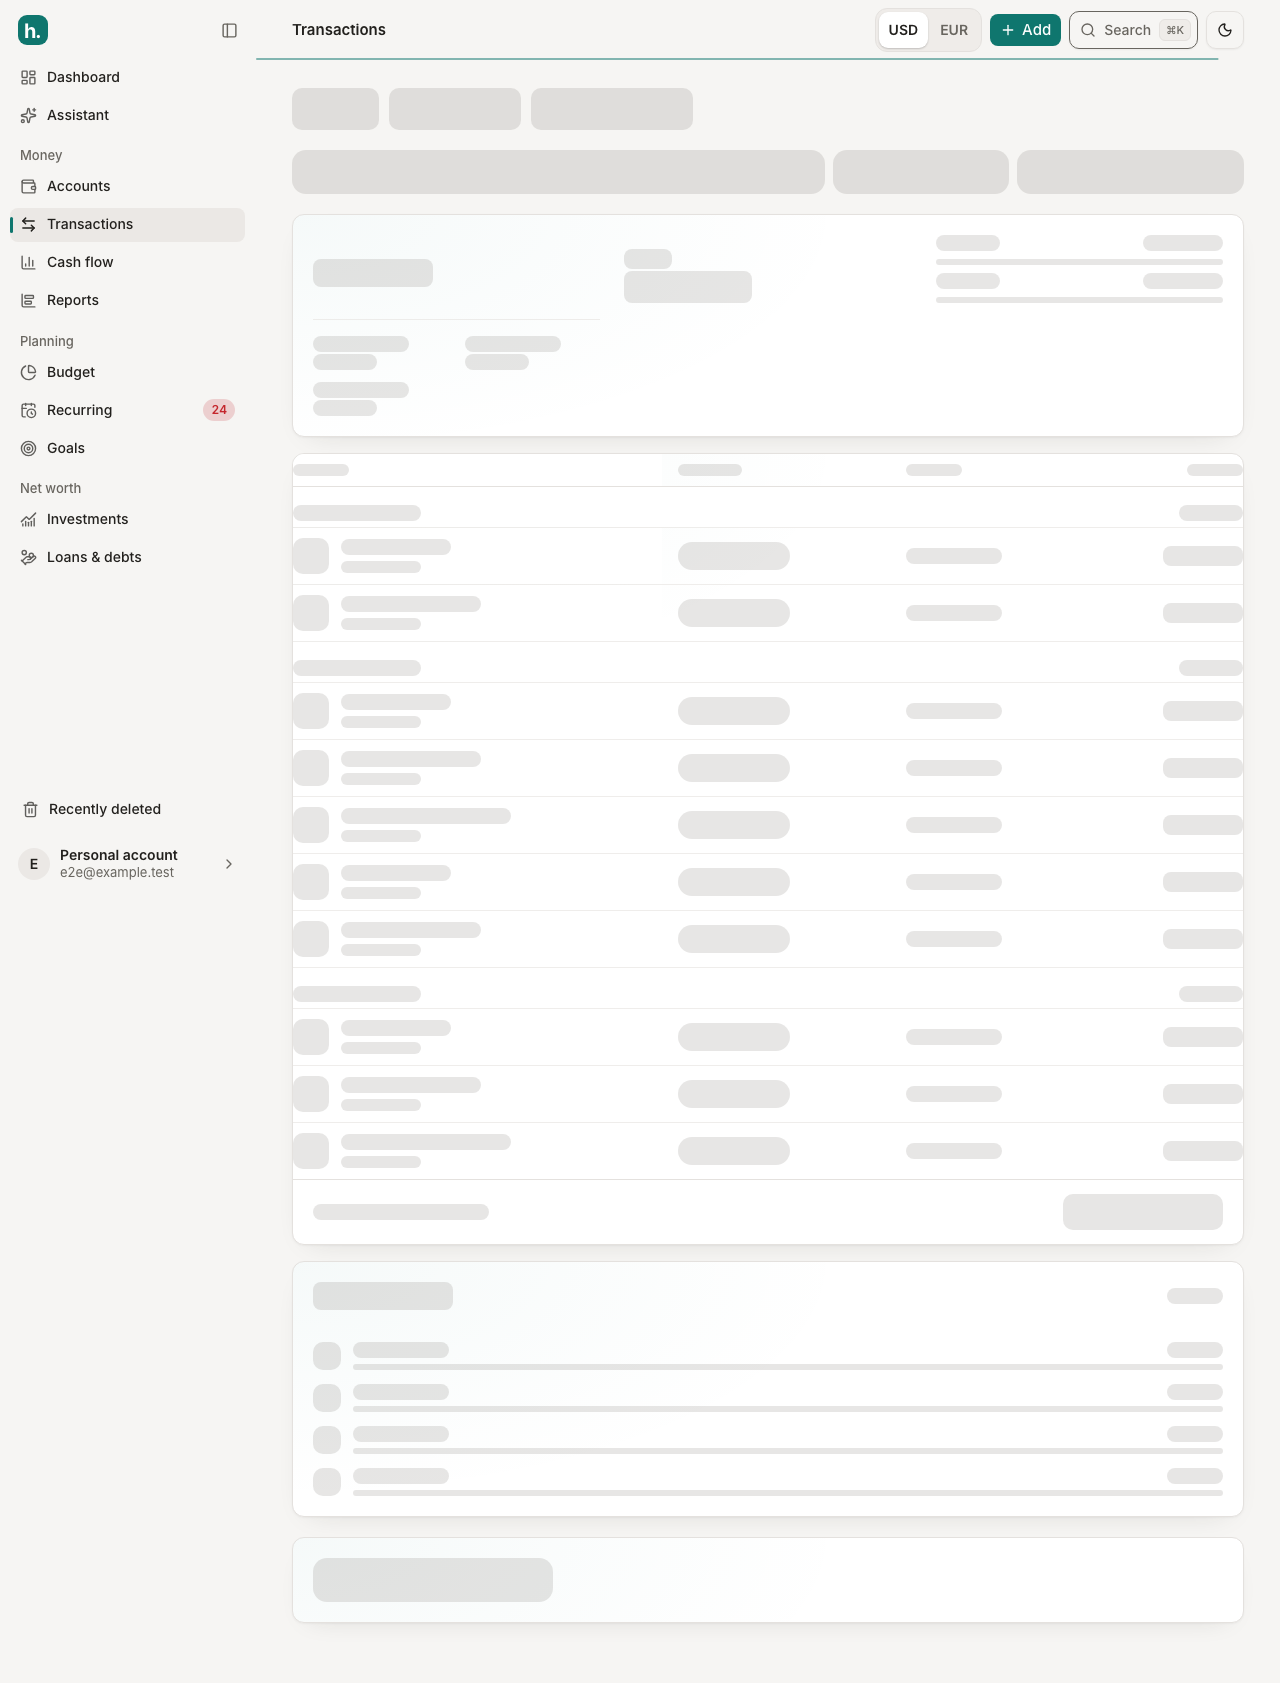 h.
Transactions
USD
EUR
Add
Search
⌘K
Dashboard
Assistant
Money
Accounts
Transactions
Cash flow
Reports
Planning
Budget
Recurring
24
Goals
Net worth
Investments
Loans & debts
Recently deleted
E
Personal account
e2e@example.test